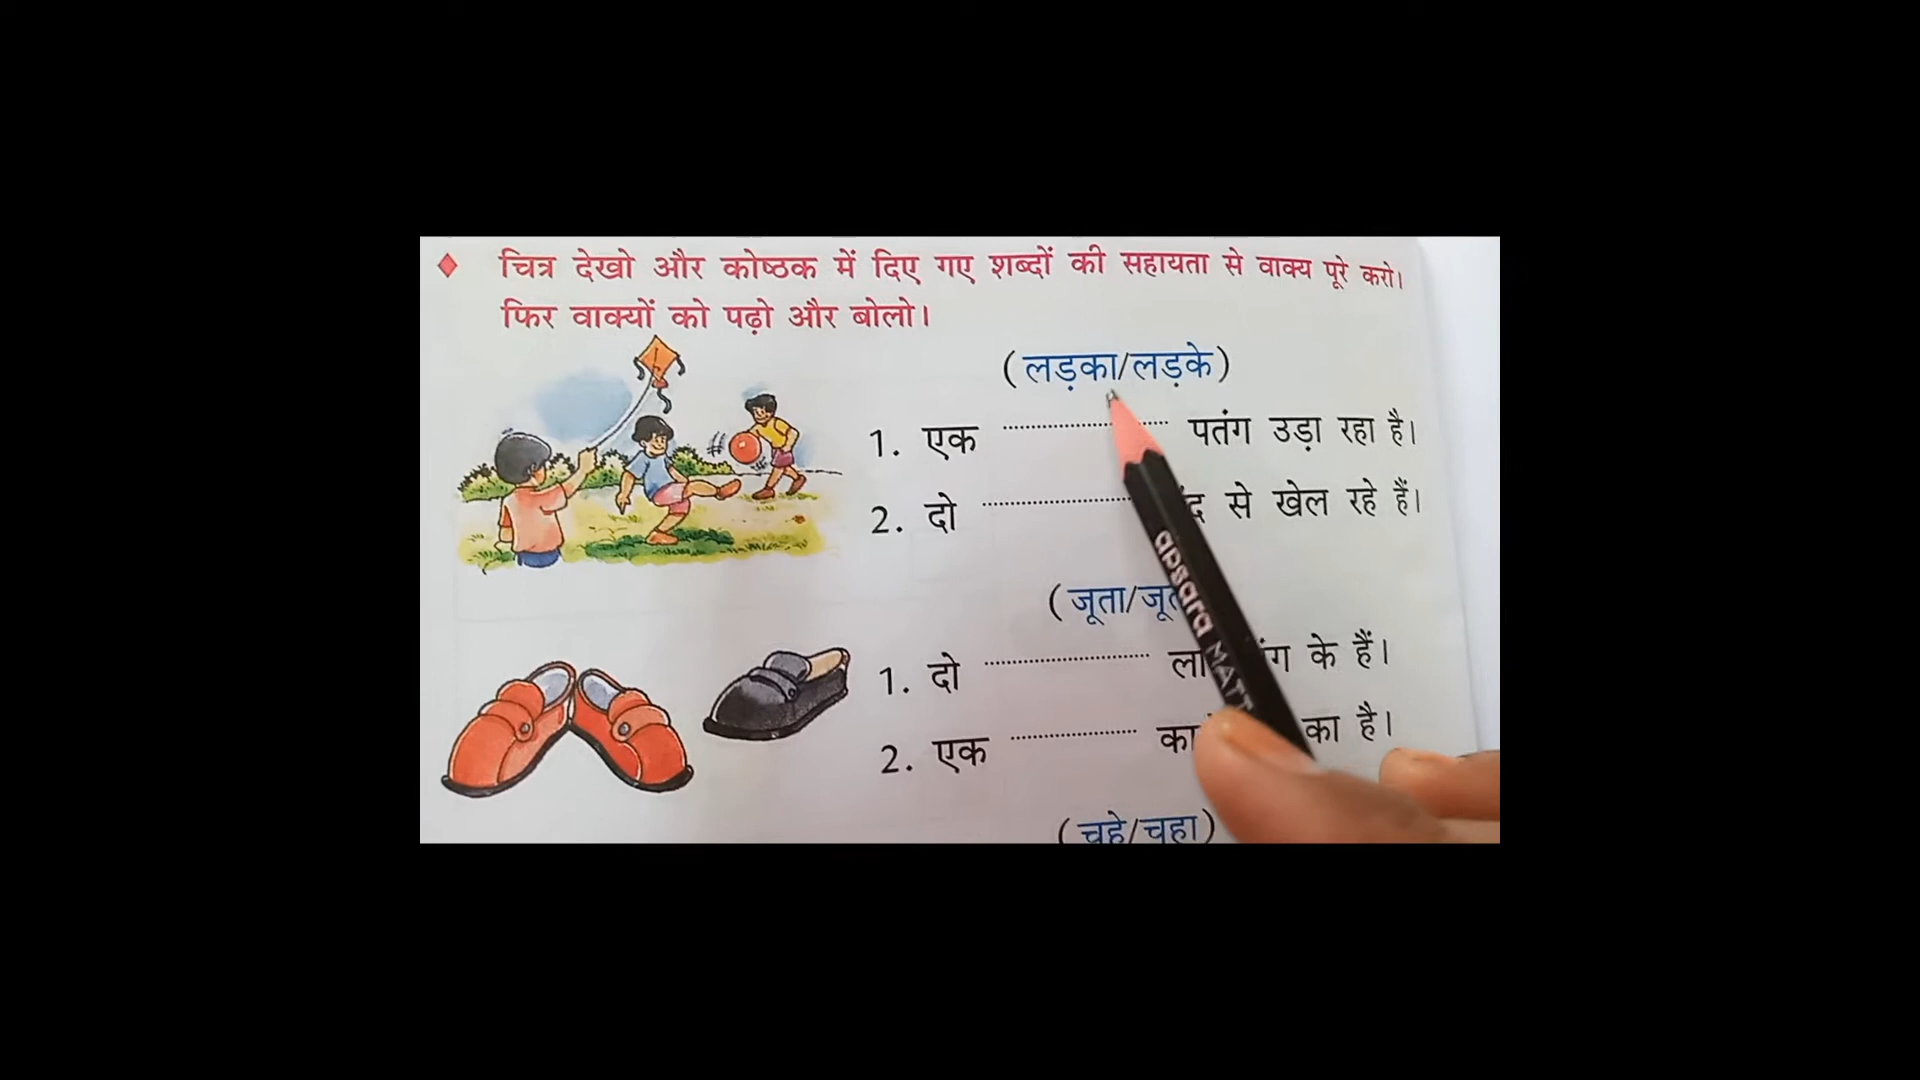 चित्र देखो और कोष्ठक में दिए गए शब्दों की सहायता से वाक्य पूरे करो।
फिर वाक्यों को पढ़ो और बोलो।
(लड़का/लड़के)
1. एक .................... पतंग उड़ा रहा है।
2. दो .................... से खेल रहे हैं।
(जूता/
1. दो .................... के हैं।
2. एक .................... का है।
(चूहे/चूहा)
apsara